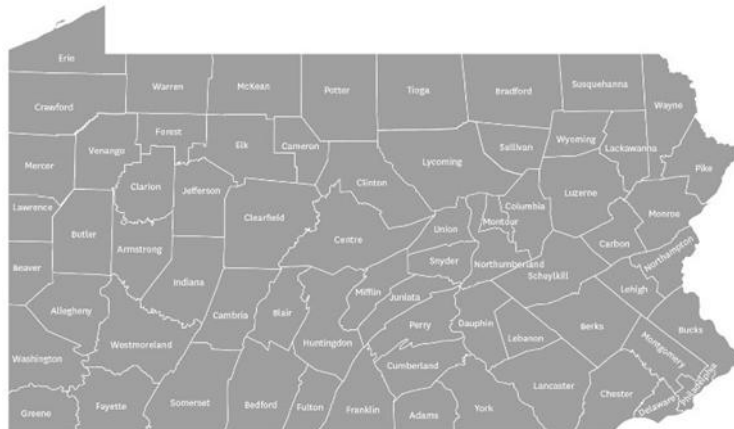 Erie
Warren
McKean
Potter
Tioga
Bradford
Susquehanna
Wayne
Crawford
Forest
Elk
Cameron
Sullivan
Wyoming
Lackawanna
Mercer
Venango
Lycoming
Pike
Clarion
Jefferson
Clinton
Luzerne
Lawrence
Clearfield
Columbia
Monroe
Butler
Armstrong
Centre
Union
Montour
Carbon
Northampton
Beaver
Indiana
Snyder
Northumberland
Schuylkill
Lehigh
Allegheny
Cambria
Blair
Mifflin
Juniata
Huntingdon
Perry
Dauphin
Lebanon
Berks
Bucks
Montgomery
Washington
Westmoreland
Cumberland
Lancaster
Chester
Philadelphia
Delaware
Greene
Fayette
Somerset
Bedford
Fulton
Franklin
Adams
York